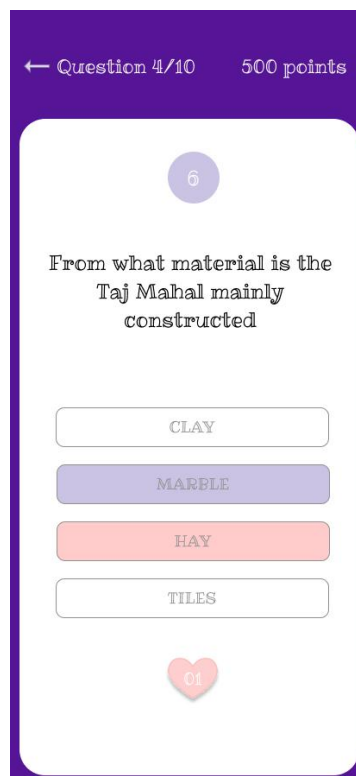 ← Question 4/10 500 points
6
From what material is the
Taj Mahal mainly
constructed
CLAY
MARBLE
HAY
TILES
01